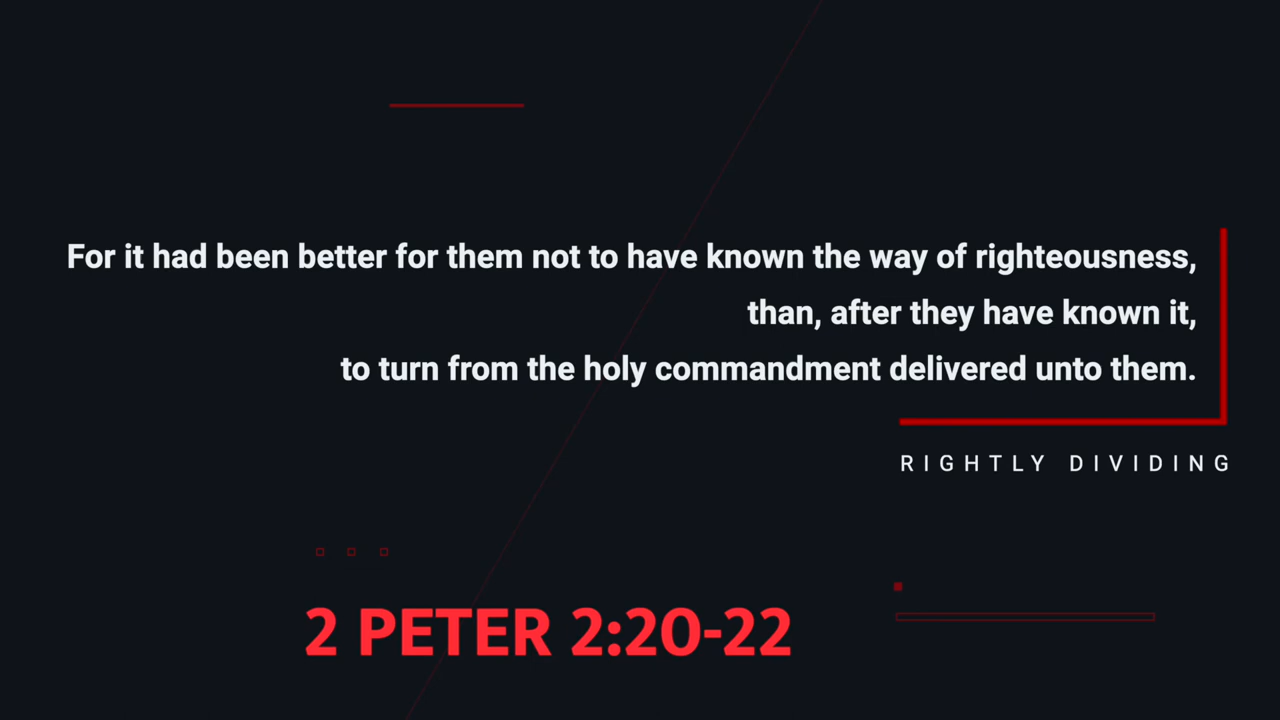 For it had been better for them not to have known the way of righteousness,
than, after they have known it,
to turn from the holy commandment delivered unto them.
RIGHTLY DIVIDING
2 PETER 2:20-22